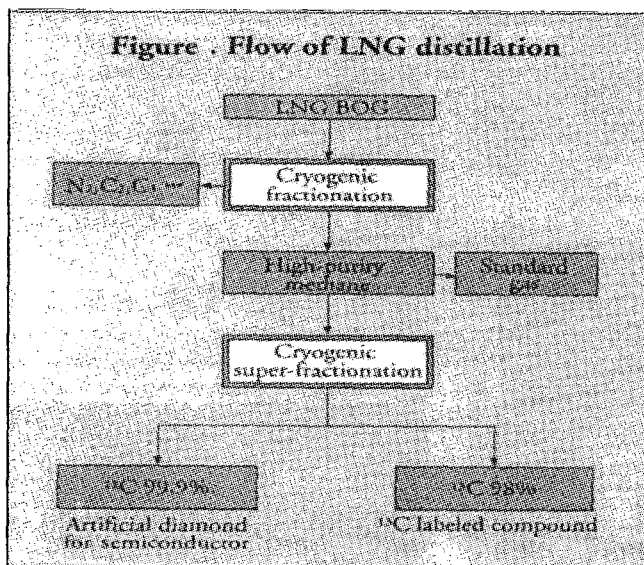 Figure . Flow of LNG distillation
LNG BOG
Cryogenic
fractionation
High-purity
methane
Standard
gas
Cryogenic
super-fractionation
¹²C 99.9%
¹³C 98%
Artificial diamond
for semiconductor
¹³C labeled compound